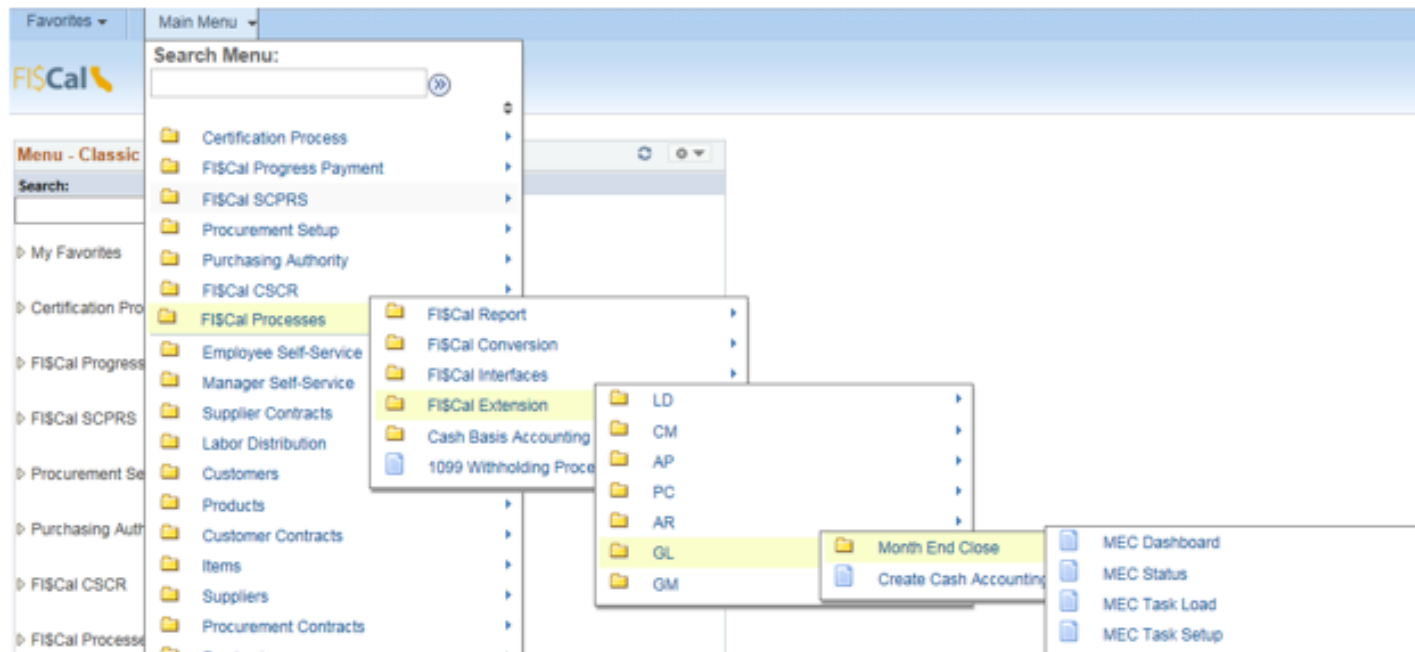 Favorites Main Menu
Search Menu:
FI$Cal
Certification Process
Menu - Classic
FI$Cal Progress Payment
Search:
FI$Cal SCPRS
Procurement Setup
My Favorites
Purchasing Authority
FI$Cal CSCR
Certification Pro
FI$Cal Processes
FI$Cal Report
Employee Self-Service
FI$Cal Conversion
FI$Cal Progress
Manager Self-Service
FI$Cal Interfaces
Supplier Contracts
FI$Cal Extension
LD
FI$Cal SCPRS
Labor Distribution
Cash Basis Accounting
CM
Procurement Se
Customers
1099 Withholding Proce
AP
Products
PC
Purchasing Auth
Customer Contracts
AR
Items
GL
Month End Close
MEC Dashboard
FI$Cal CSCR
Suppliers
GM
Create Cash Accounting
MEC Status
MEC Task Load
FI$Cal Processe
Procurement Contracts
MEC Task Setup